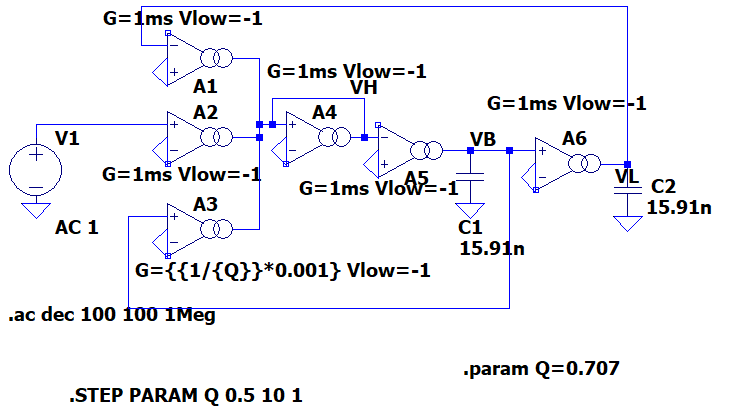 G=1ms Vlow=-1
A1
G=1ms Vlow=-1
VH
A2
A4
G=1ms Vlow=-1
A6
V1
VB
G=1ms Vlow=-1
G=1ms Vlow=-1
A5
VL
C2
15.91n
A3
AC 1
C1
15.91n
G={{1/{Q}}*0.001} Vlow=-1
.ac dec 100 100 1Meg
.param Q=0.707
.STEP PARAM Q 0.5 10 1